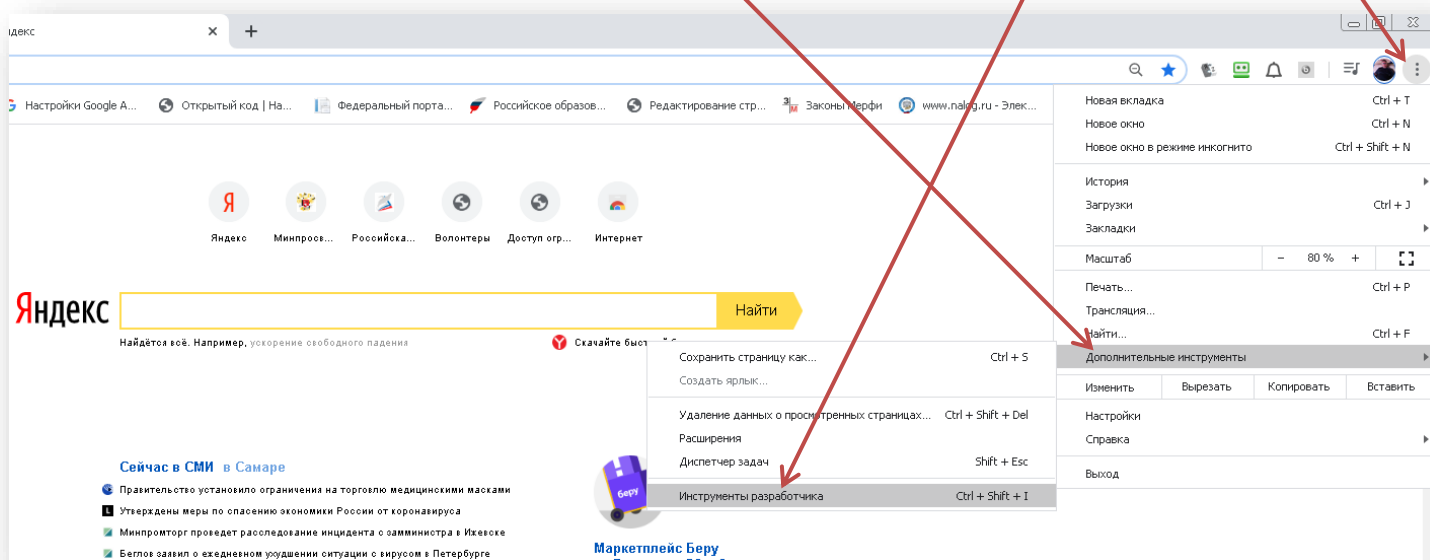 ндекс
Настройки Google А... Открытый код | На... Федеральный порта... Российское образов... Редактирование стр... Законы Мерфи www.nalog.ru - Элек...
Новая вкладка Ctrl + T
Новое окно Ctrl + N
Новое окно в режиме инкогнито Ctrl + Shift + N
История
Загрузки Ctrl + J
Закладки
Масштаб - 80 % +
Печать... Ctrl + P
Трансляция...
Найти... Ctrl + F
Дополнительные инструменты
Изменить Вырезать Копировать Вставить
Настройки
Справка
Выход
Я
Яндекс Минпросв... Российска... Волонтеры Доступ огр... Интернет
Яндекс Найти
Найдётся всё. Например, ускорение свободного падения
Скачайте быст
Сохранить страницу как... Ctrl + S
Создать ярлык...
Удаление данных о просмотренных страницах... Ctrl + Shift + Del
Расширения
Диспетчер задач Shift + Esc
Инструменты разработчика Ctrl + Shift + I
Сейчас в СМИ в Самаре
Правительство установило ограничения на торговлю медицинскими масками
Утверждены меры по спасению экономики России от коронавируса
Минпромторг проведет расследование инцидента с замминистра в Ижевске
Беглов заявил о ежедневном ухудшении ситуации с вирусом в Петербурге
беру
Маркетплейс Беру